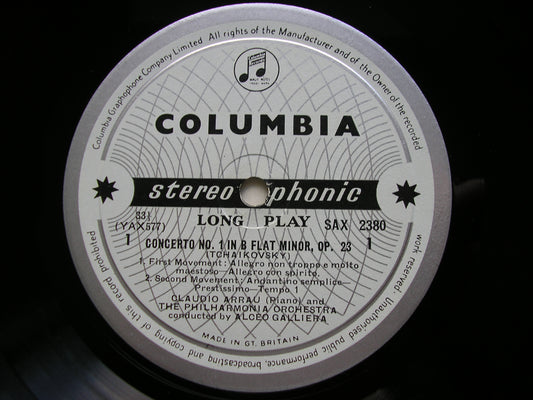 Columbia Graphophone Company Limited All rights of the Manufacturer and of the Owner of the recorded work reserved · Unauthorised public performance, broadcasting and copying of this record prohibited
COLUMBIA
stereophonic
33⅓ LONG PLAY SAX 2380
(YAX577)
1 CONCERTO NO. 1 IN B FLAT MINOR, OP. 23 1
(TCHAIKOVSKY)
1. First Movement: Allegro non troppo e molto
maestoso - Allegro con spirito.
2. Second Movement: Andantino semplice-
Prestissimo-Tempo 1
CLAUDIO ARRAU (Piano) and
THE PHILHARMONIA ORCHESTRA
conducted by ALCEO GALLIERA
MADE IN GT. BRITAIN